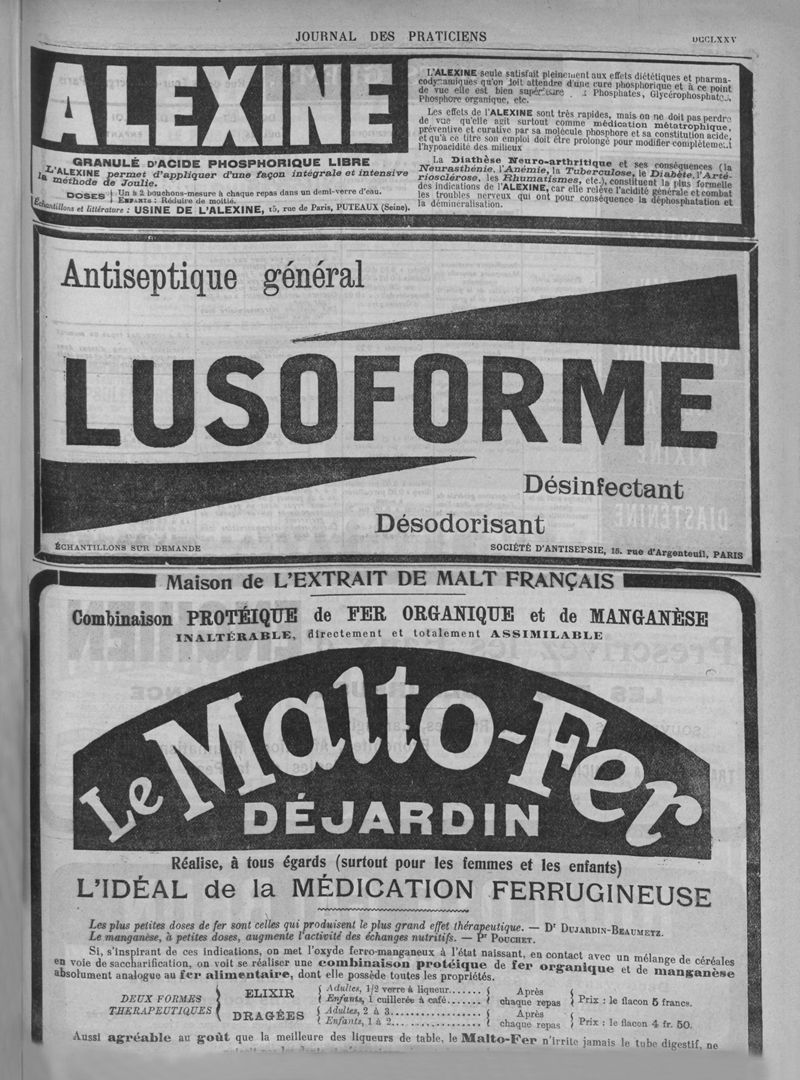 JOURNAL DES PRATICIENS
DCCLXXV
ALEXINE
GRANULÉ D'ACIDE PHOSPHORIQUE LIBRE
L'ALEXINE permet d'appliquer d'une façon intégrale et intensive
la méthode de Joulie.
DOSES Un à 2 bouchons-mesure à chaque repas dans un demi-verre d'eau.
ENFANTS : Réduire de moitié.
Échantillons et littérature : USINE DE L'ALEXINE, 15, rue de Paris, PUTEAUX (Seine).
L'ALEXINE seule satisfait pleinement aux effets diététiques et pharma-
codynamiques qu'on doit attendre d'une cure phosphorique et à ce point
de vue elle est bien supérieure Phosphates, Glycérophosphates,
Phosphore organique, etc.
Les effets de l'ALEXINE sont très rapides, mais on ne doit pas perdre
de vue qu'elle agit surtout comme médication métatrophique,
préventive et curative par sa molécule phosphore et sa constitution acide,
et qu'à ce titre son emploi doit être prolongé pour modifier complètement
l'hypoacidité des milieux
La Diathèse Neuro-arthritique et ses conséquences (la
Neurasthénie, l'Anémie, la Tuberculose, le Diabète, l'Arté-
riosclérose, les Rhumatismes, etc.), constituent la plus formelle
des indications de l'ALEXINE, car elle relève l'acidité générale et combat
les troubles nerveux qui ont pour conséquence la déphosphatation et
la déminéralisation.
Antiseptique général
LUSOFORME
Désinfectant
Désodorisant
ÉCHANTILLONS SUR DEMANDE
SOCIÉTÉ D'ANTISEPSIE, 15, rue d'Argenteuil, PARIS
Maison de L'EXTRAIT DE MALT FRANÇAIS
Combinaison PROTÉIQUE de FER ORGANIQUE et de MANGANÈSE
INALTÉRABLE, directement et totalement ASSIMILABLE
Le Malto-Fer
DÉJARDIN
Réalise, à tous égards (surtout pour les femmes et les enfants)
L'IDÉAL de la MÉDICATION FERRUGINEUSE
Les plus petites doses de fer sont celles qui produisent le plus grand effet thérapeutique. — Dr DUJARDIN-BEAUMETZ.
Le manganèse, à petites doses, augmente l'activité des échanges nutritifs. — Pr POUCHET.
Si, s'inspirant de ces indications, on met l'oxyde ferro-manganeux à l'état naissant, en contact avec un mélange de céréales
en voie de saccharification, on voit se réaliser une combinaison protéique de fer organique et de manganèse
absolument analogue au fer alimentaire, dont elle possède toutes les propriétés.
DEUX FORMES
THERAPEUTIQUES
ELIXIR Adultes, 1/2 verre à liqueur....... Après
Enfants, 1 cuillerée à café....... chaque repas Prix : le flacon 5 francs.
DRAGÉES Adultes, 2 à 3.................... Après
Enfants, 1 à 2.................... chaque repas Prix : le flacon 4 fr. 50.
Aussi agréable au goût que la meilleure des liqueurs de table, le Malto-Fer n'irrite jamais le tube digestif, ne